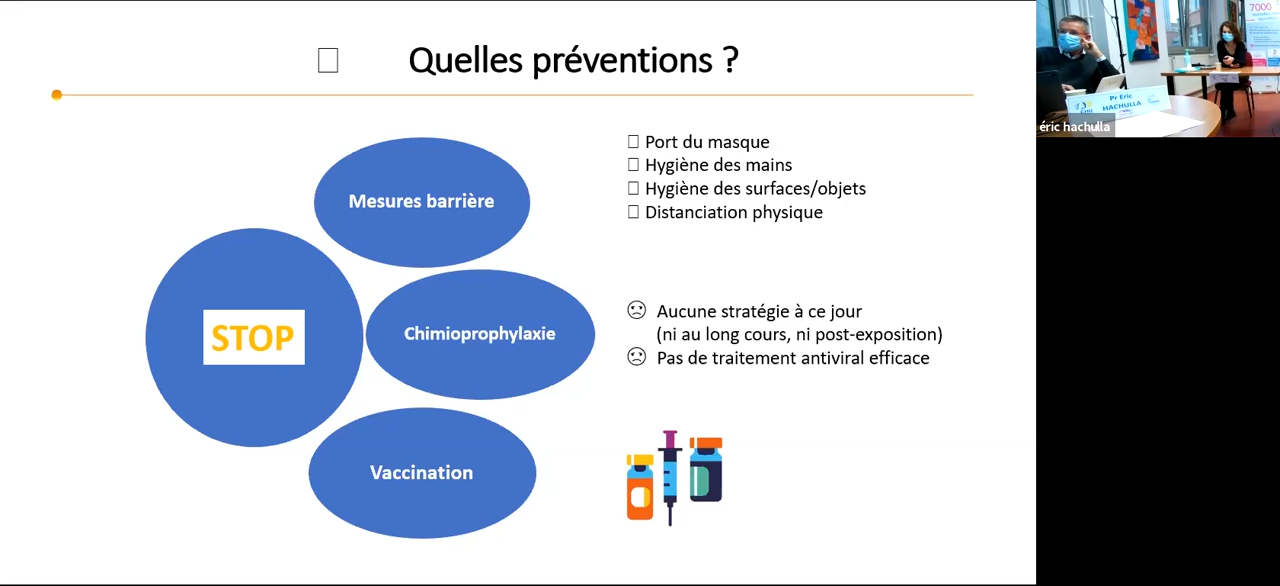 Quelles préventions ?
Mesures barrière
Port du masque
Hygiène des mains
Hygiène des surfaces/objets
Distanciation physique
STOP
Chimioprophylaxie
Aucune stratégie à ce jour
(ni au long cours, ni post-exposition)
Pas de traitement antiviral efficace
Vaccination
7000
Pr Eric
HACHULLA
éric hachulla